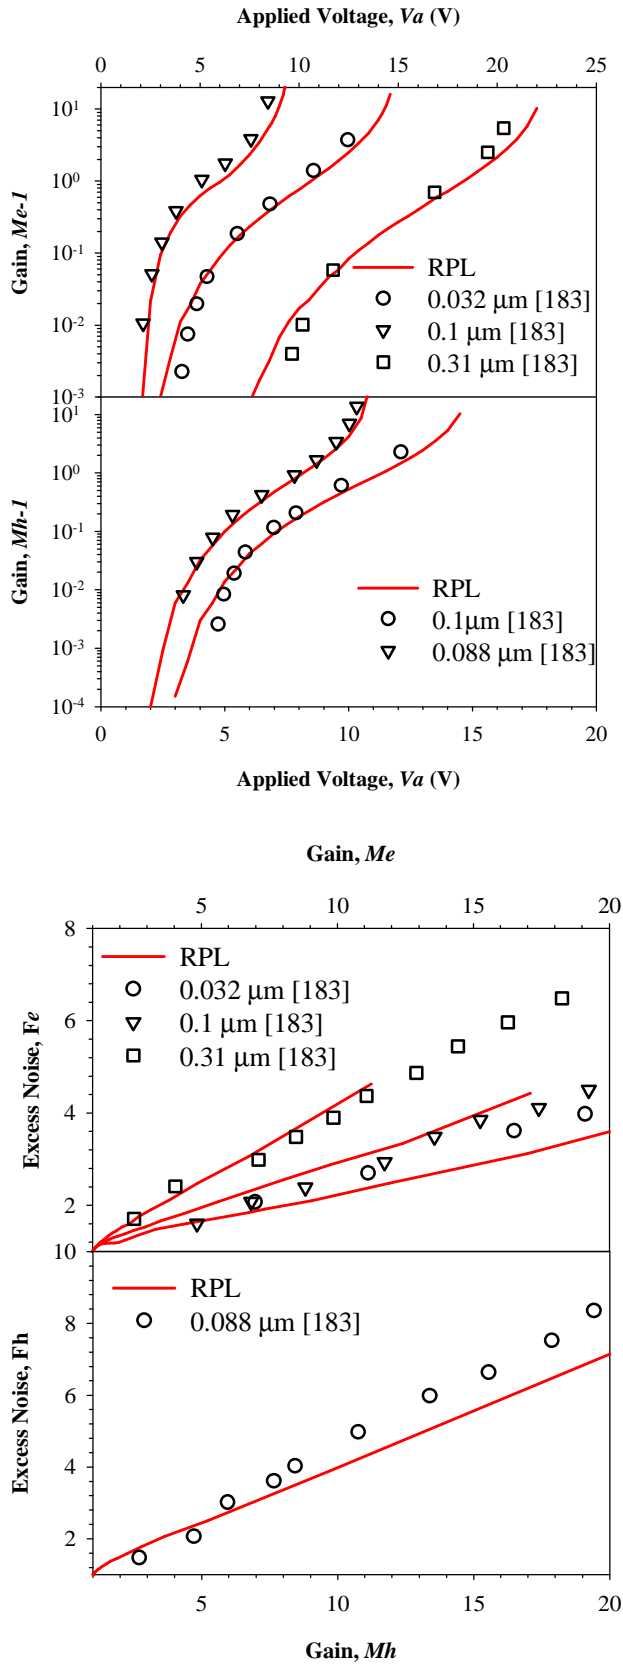 Applied Voltage, Va (V)
0 5 10 15 20 25
Gain, Me-1
10¹
10⁰
10⁻¹
10⁻²
10⁻³
RPL
0.032 μm [183]
0.1 μm [183]
0.31 μm [183]
Gain, Mh-1
10¹
10⁰
10⁻¹
10⁻²
10⁻³
10⁻⁴
RPL
0.1μm [183]
0.088 μm [183]
0 5 10 15 20
Applied Voltage, Va (V)
Gain, Me
5 10 15 20
Excess Noise, Fe
8
6
4
2
RPL
0.032 μm [183]
0.1 μm [183]
0.31 μm [183]
Excess Noise, Fh
10
8
6
4
2
RPL
0.088 μm [183]
5 10 15 20
Gain, Mh